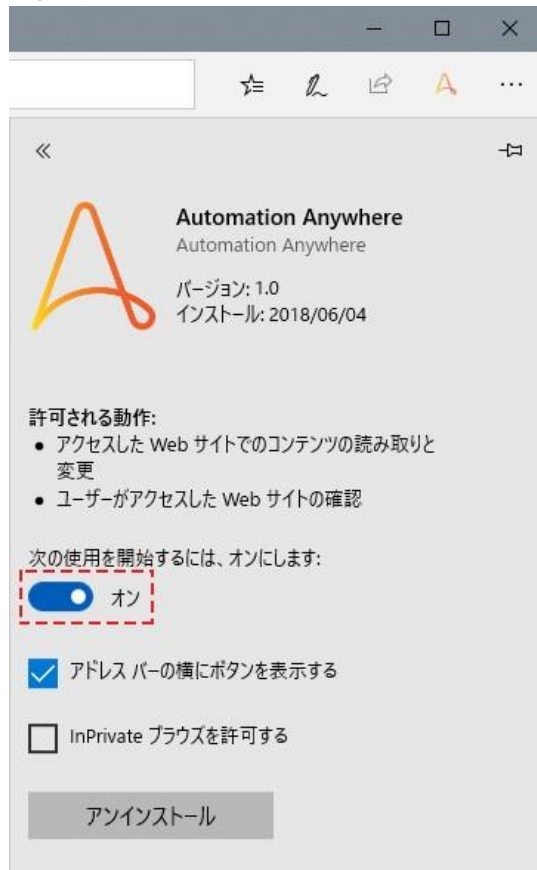 Automation Anywhere
Automation Anywhere
バージョン: 1.0
インストール: 2018/06/04
許可される動作:
• アクセスした Web サイトでのコンテンツの読み取りと
変更
• ユーザーがアクセスした Web サイトの確認
次の使用を開始するには、オンにします:
オン
アドレス バーの横にボタンを表示する
InPrivate ブラウズを許可する
アンインストール